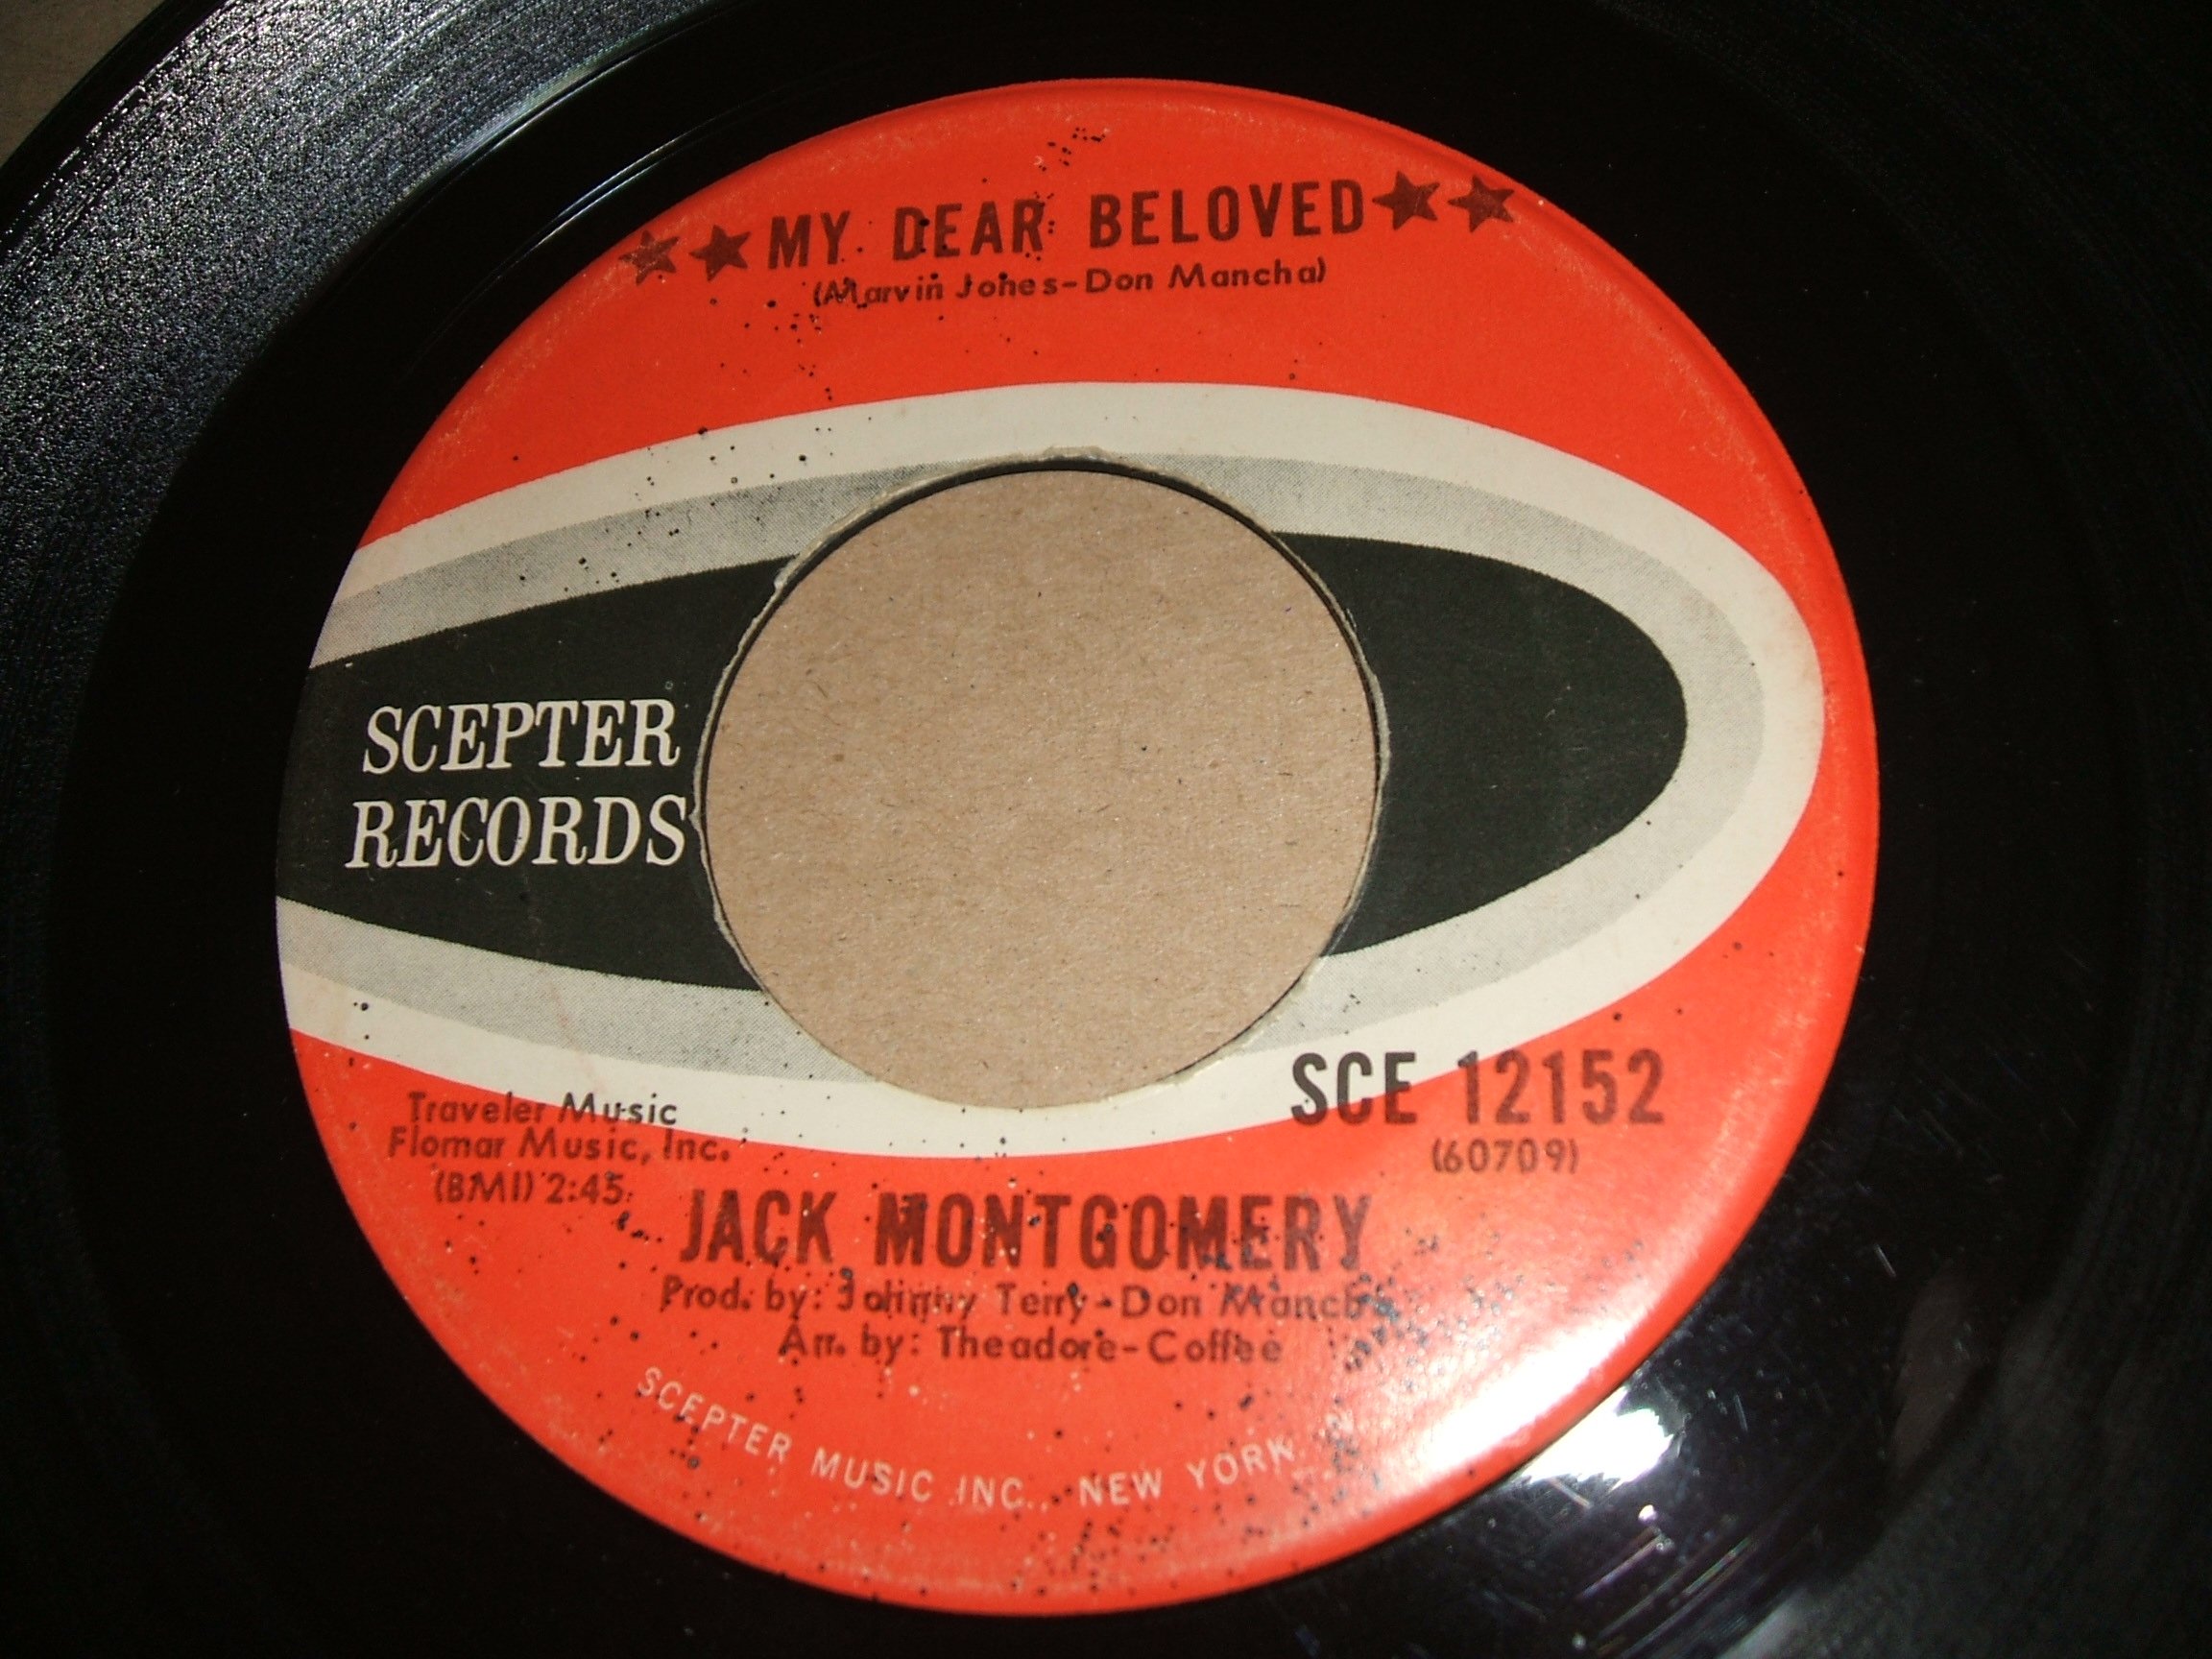 ★★MY DEAR BELOVED★★
(Marvin Jones-Don Mancha)
SCEPTER
RECORDS
SCE 12152
(60709)
Traveler Music
Flomar Music, Inc.
(BMI) 2:45
JACK MONTGOMERY
Prod. by: Johnny Terry-Don Mancha
Arr. by: Theadore-Coffee
SCEPTER MUSIC INC., NEW YORK